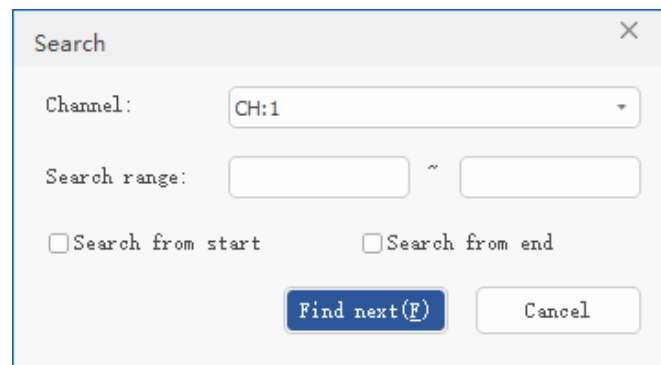 Search
Channel: CH:1
Search range: ~
Search from start Search from end
Find next(F) Cancel